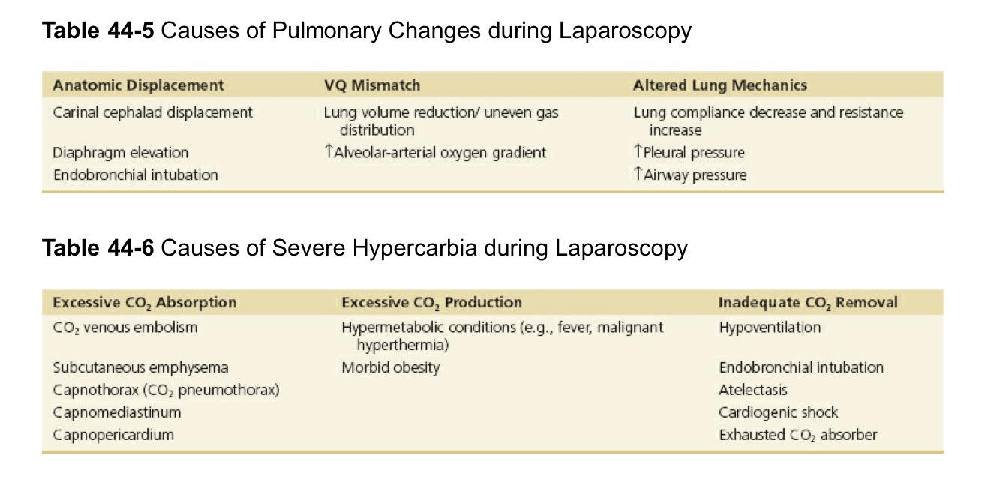 Table 44-5 Causes of Pulmonary Changes during Laparoscopy
Anatomic Displacement VQ Mismatch Altered Lung Mechanics
Carinal cephalad displacement Lung volume reduction/ uneven gas Lung compliance decrease and resistance
distribution increase
Diaphragm elevation ↑Alveolar-arterial oxygen gradient ↑Pleural pressure
Endobronchial intubation ↑Airway pressure
Table 44-6 Causes of Severe Hypercarbia during Laparoscopy
Excessive CO₂ Absorption Excessive CO₂ Production Inadequate CO₂ Removal
CO₂ venous embolism Hypermetabolic conditions (e.g., fever, malignant Hypoventilation
hyperthermia)
Subcutaneous emphysema Morbid obesity Endobronchial intubation
Capnothorax (CO₂ pneumothorax) Atelectasis
Capnomediastinum Cardiogenic shock
Capnopericardium Exhausted CO₂ absorber